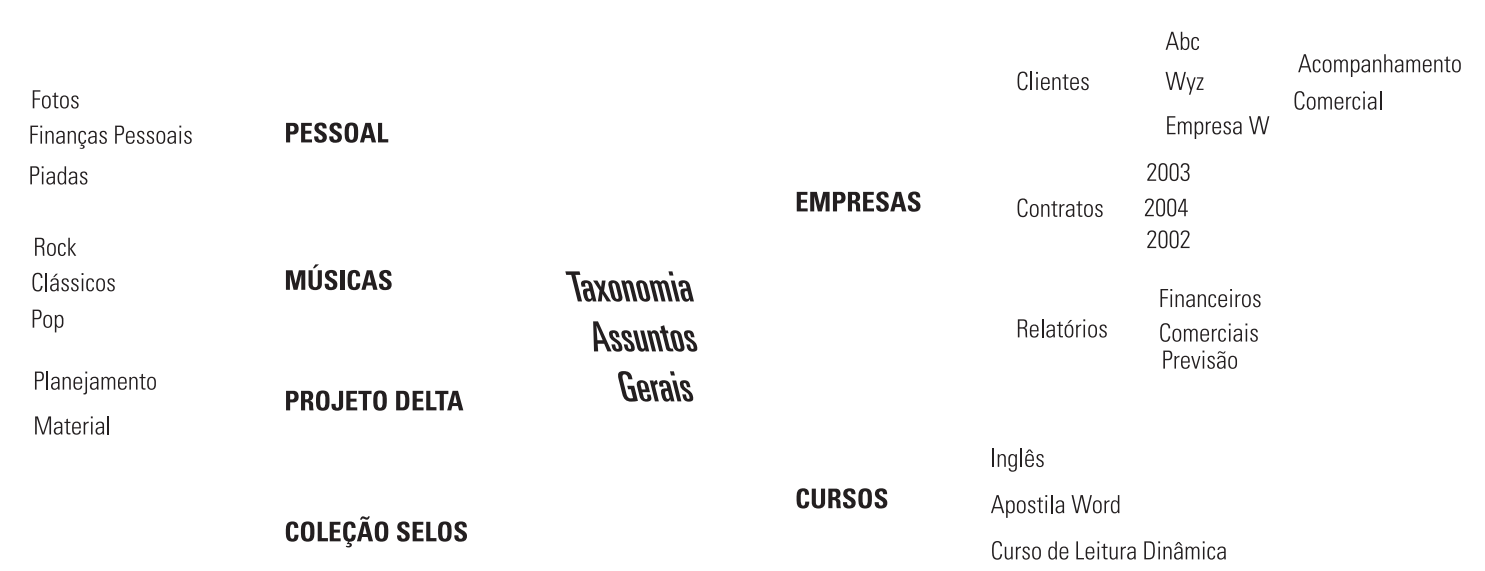 Fotos
Finanças Pessoais
Piadas
PESSOAL
Rock
Clássicos
Pop
MÚSICAS
Planejamento
Material
PROJETO DELTA
COLEÇÃO SELOS
Taxonomia
Assuntos
Gerais
EMPRESAS
Clientes
Abc
Wyz
Empresa W
Acompanhamento
Comercial
Contratos
2003
2004
2002
Relatórios
Financeiros
Comerciais
Previsão
CURSOS
Inglês
Apostila Word
Curso de Leitura Dinâmica